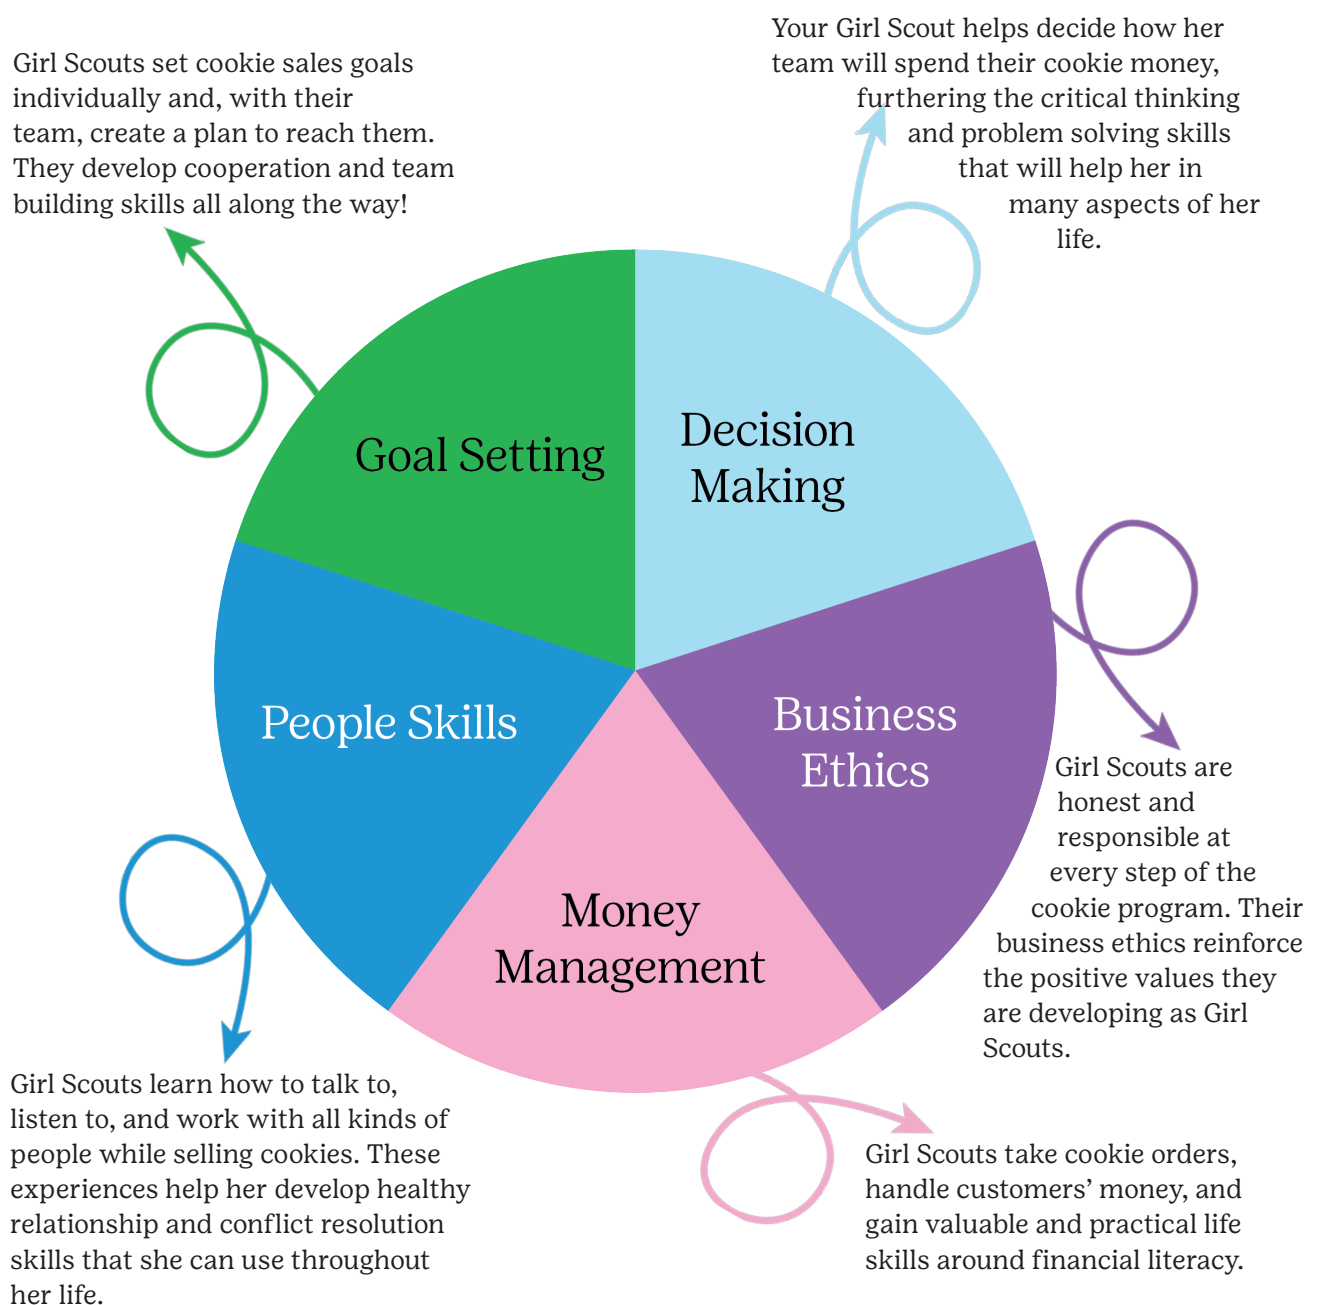 Girl Scouts set cookie sales goals
individually and, with their
team, create a plan to reach them.
They develop cooperation and team
building skills all along the way!
Your Girl Scout helps decide how her
team will spend their cookie money,
furthering the critical thinking
and problem solving skills
that will help her in
many aspects of her
life.
Goal Setting
Decision
Making
People Skills
Business
Ethics
Money
Management
Girl Scouts are
honest and
responsible at
every step of the
cookie program. Their
business ethics reinforce
the positive values they
are developing as Girl
Scouts.
Girl Scouts learn how to talk to,
listen to, and work with all kinds of
people while selling cookies. These
experiences help her develop healthy
relationship and conflict resolution
skills that she can use throughout
her life.
Girl Scouts take cookie orders,
handle customers’ money, and
gain valuable and practical life
skills around financial literacy.